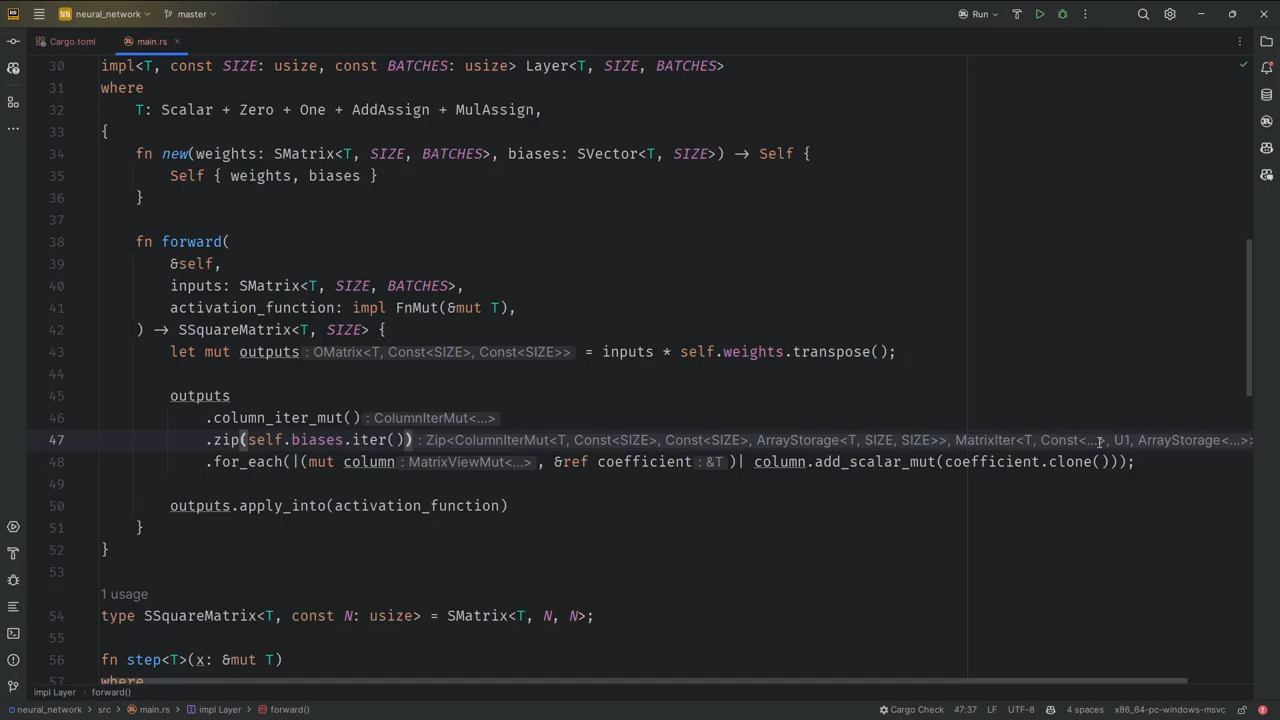 RR NN neural_network master Run
Cargo.toml main.rs
30 impl<T, const SIZE: usize, const BATCHES: usize> Layer<T, SIZE, BATCHES>
31 where
32 T: Scalar + Zero + One + AddAssign + MulAssign,
33 {
34 fn new(weights: SMatrix<T, SIZE, BATCHES>, biases: SVector<T, SIZE>) -> Self {
35 Self { weights, biases }
36 }
37
38 fn forward(
39 &self,
40 inputs: SMatrix<T, SIZE, BATCHES>,
41 activation_function: impl FnMut(&mut T),
42 ) -> SSquareMatrix<T, SIZE> {
43 let mut outputs : OMatrix<T, Const<SIZE>, Const<SIZE>> = inputs * self.weights.transpose();
44
45 outputs
46 .column_iter_mut() : ColumnIterMut<...>
47 .zip(self.biases.iter()) : Zip<ColumnIterMut<T, Const<SIZE>, Const<SIZE>, ArrayStorage<T, SIZE, SIZE>>, MatrixIter<T, Const<...>, U1, ArrayStorage<...>>
48 .for_each(|(mut column : MatrixViewMut<...> , &ref coefficient : &T )| column.add_scalar_mut(coefficient.clone()));
49
50 outputs.apply_into(activation_function)
51 }
52 }
53
1 usage
54 type SSquareMatrix<T, const N: usize> = SMatrix<T, N, N>;
55
56 fn step<T>(x: &mut T)
57 where
impl Layer forward()
neural_network > src > main.rs > impl Layer > forward() Cargo Check 47:37 LF UTF-8 4 spaces x86_64-pc-windows-msvc